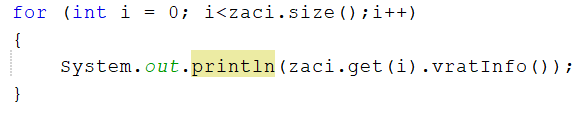 for (int i = 0; i<zaci.size();i++)
{
    System.out.println(zaci.get(i).vratInfo());
}